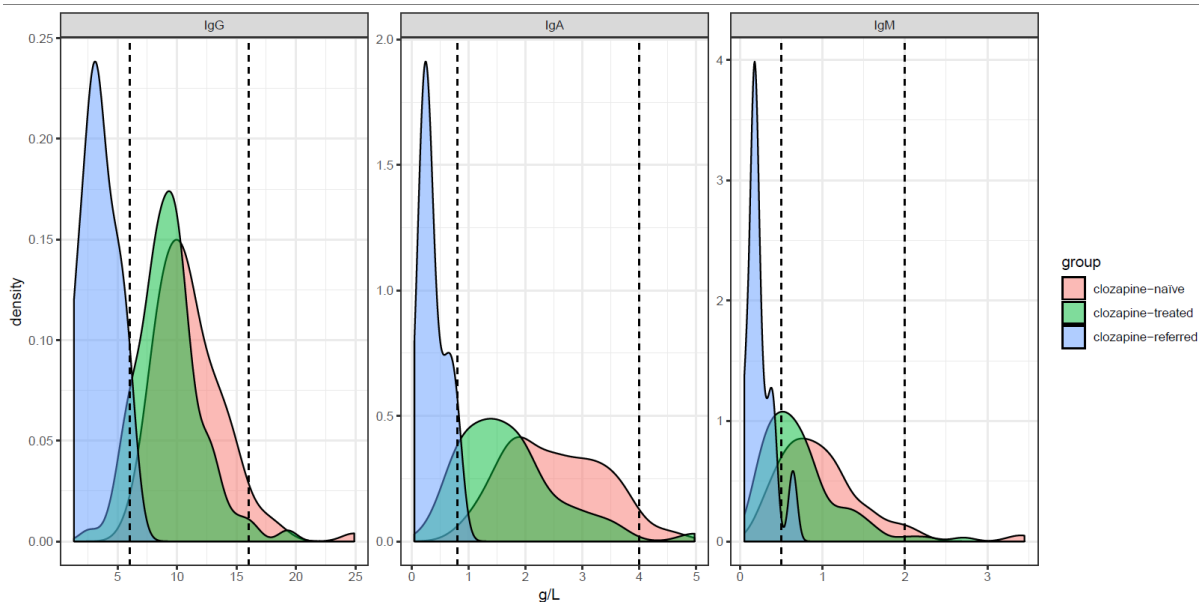 IgG IgA IgM
density
0.25
0.20
0.15
0.10
0.05
0.00
5 10 15 20 25
2.0
1.5
1.0
0.5
0.0
0 1 2 3 4 5
4
3
2
1
0
0 1 2 3
g/L
group
clozapine−naïve
clozapine−treated
clozapine−referred